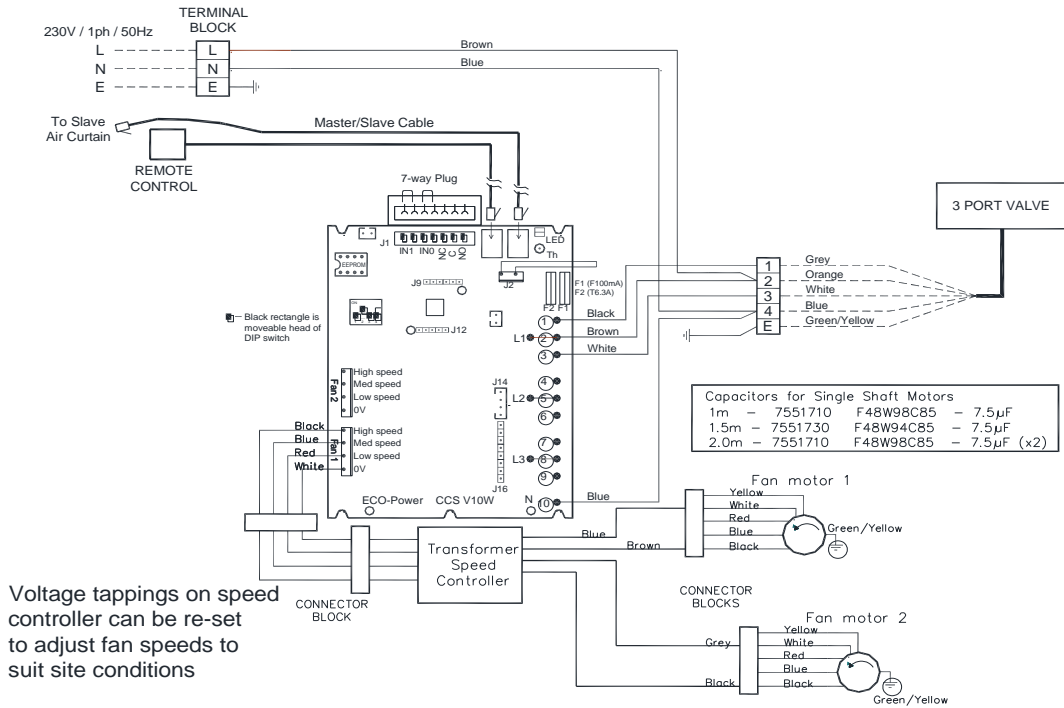 TERMINAL
BLOCK
230V / 1ph / 50Hz
L
L
N
N
E
E
Brown
Blue
To Slave
Air Curtain
Master/Slave Cable
REMOTE
CONTROL
7-way Plug
J1
IN1
IN0
NC
C
NO
LED
Th
EEPROM
ON
J9
J2
F1 (F100mA)
F2 (T6.3A)
F2
F1
J12
Black rectangle is
moveable head of
DIP switch
1
Black
L1
2
Brown
3
White
4
L2
5
6
7
L3
8
9
N
10
Blue
J14
J16
Fan 2
High speed
Med speed
Low speed
0V
Fan 1
High speed
Med speed
Low speed
0V
Black
Blue
Red
White
ECO-Power
CCS V10W
3 PORT VALVE
1
Grey
2
Orange
3
White
4
Blue
E
Green/Yellow
Capacitors for Single Shaft Motors
1m – 7551710 F48W98C85 – 7.5µF
1.5m – 7551730 F48W94C85 – 7.5µF
2.0m – 7551710 F48W98C85 – 7.5µF (x2)
Transformer
Speed
Controller
CONNECTOR
BLOCK
Blue
Brown
Grey
Black
CONNECTOR
BLOCKS
Fan motor 1
Yellow
White
Red
Blue
Black
Green/Yellow
Fan motor 2
Yellow
White
Red
Blue
Black
Green/Yellow
Voltage tappings on speed
controller can be re-set
to adjust fan speeds to
suit site conditions